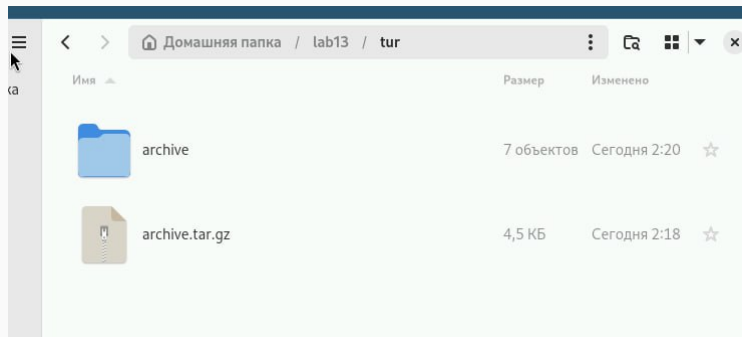 Домашняя папка / lab13 / tur
ка
Имя Размер Изменено
archive 7 объектов Сегодня 2:20
archive.tar.gz 4,5 КБ Сегодня 2:18